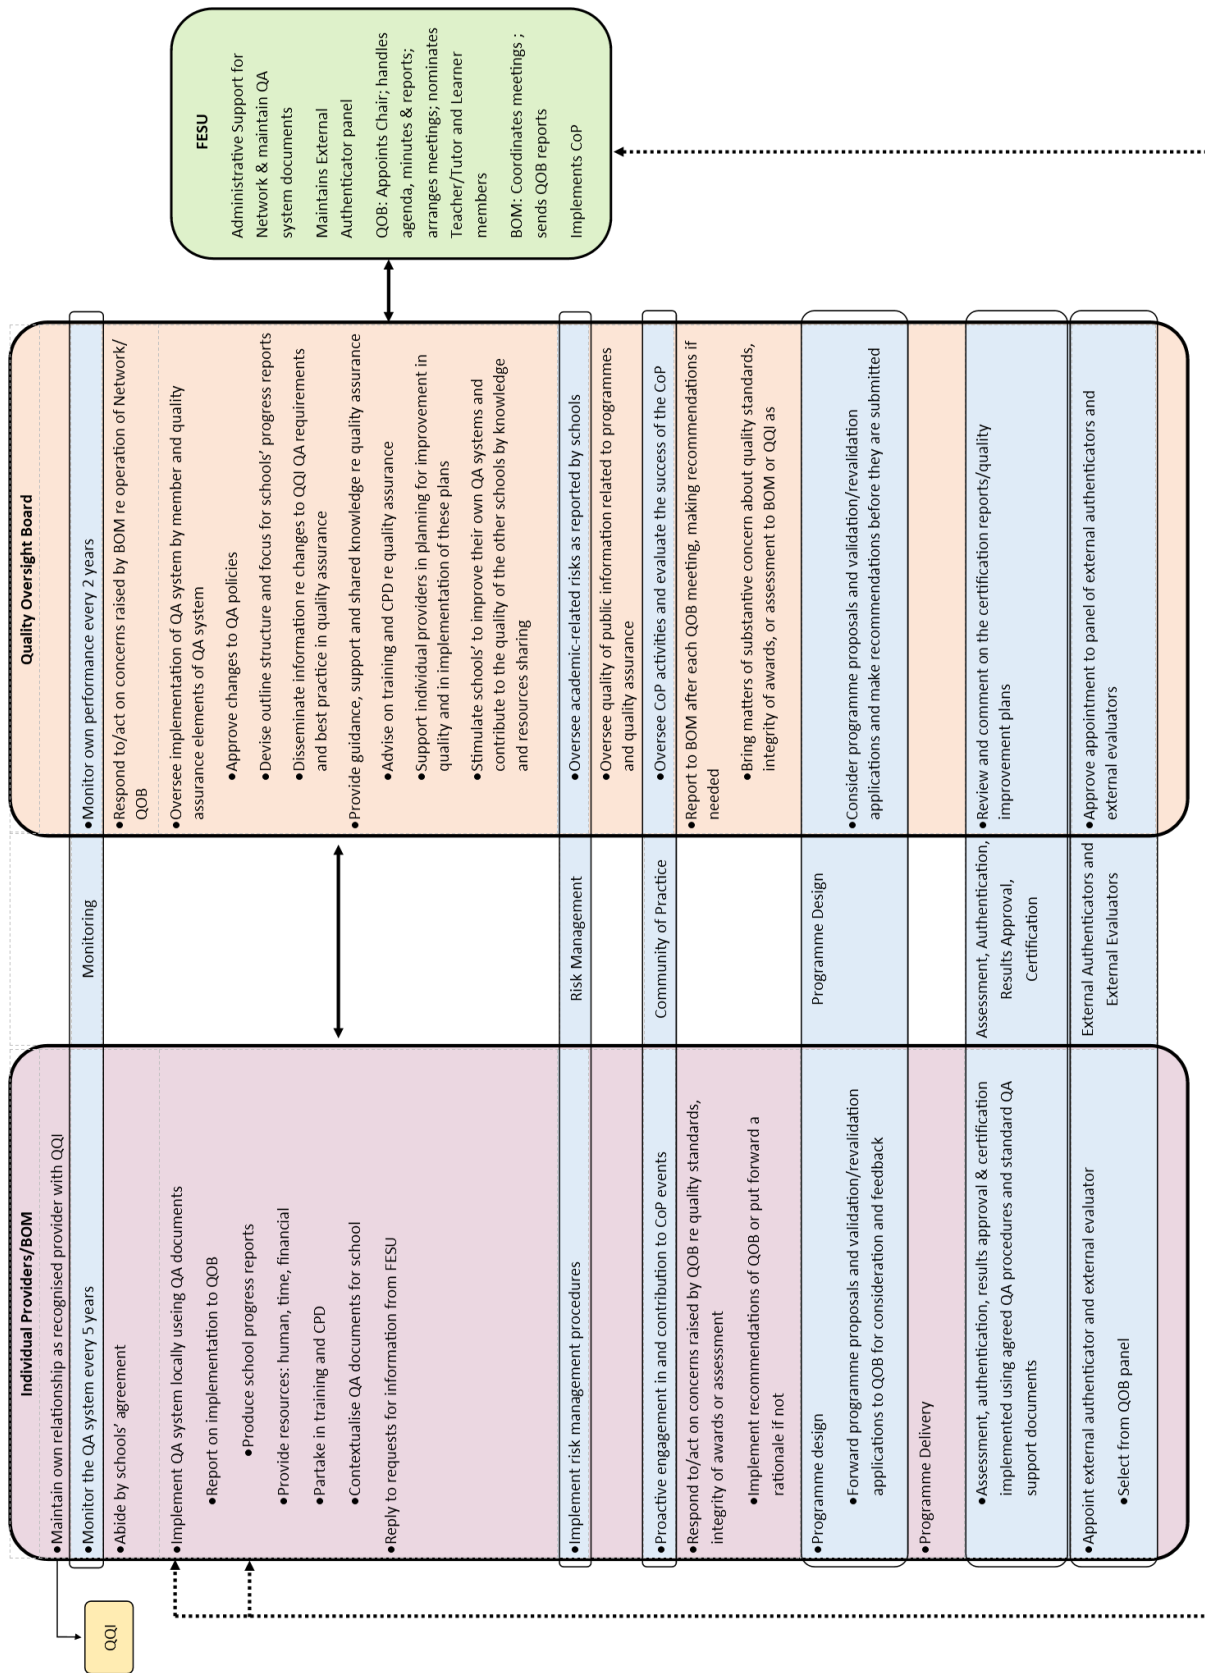 Individual Providers/BOM
•Maintain own relationship as recognised provider with QQI
•Monitor the QA system every 5 years
•Abide by schools' agreement
•Implement QA system locally useing QA documents
•Report on implementation to QOB
•Produce school progress reports
•Provide resources: human, time, financial
•Partake in training and CPD
•Contextualise QA documents for school
•Reply to requests for information from FESU
•Implement risk management procedures
•Proactive engagement in and contribution to CoP events
•Respond to/act on concerns raised by QOB re quality standards,
integrity of awards or assessment
•Implement recommendations of QOB or put forward a
rationale if not
•Programme design
•Forward programme proposals and validation/revalidation
applications to QOB for consideration and feedback
•Programme Delivery
•Assessment, authentication, results approval & certification
implemented using agreed QA procedures and standard QA
support documents
•Appoint external authenticator and external evaluator
•Select from QOB panel
QQI
Monitoring
Risk Management
Community of Practice
Programme Design
Assessment, Authentication,
Results Approval,
Certification
External Authenticators and
External Evaluators
Quality Oversight Board
•Monitor own performance every 2 years
•Respond to/act on concerns raised by BOM re operation of Network/
QOB
•Oversee implementation of QA system by member and quality
assurance elements of QA system
•Approve changes to QA policies
•Devise outline structure and focus for schools' progress reports
•Disseminate information re changes to QQI QA requirements
and best practice in quality assurance
•Provide guidance, support and shared knowledge re quality assurance
•Advise on training and CPD re quality assurance
•Support individual providers in planning for improvement in
quality and in implementation of these plans
•Stimulate schools' to improve their own QA systems and
contribute to the quality of the other schools by knowledge
and resources sharing
•Oversee academic-related risks as reported by schools
•Oversee quality of public information related to programmes
and quality assurance
•Oversee CoP activities and evaluate the success of the CoP
•Report to BOM after each QOB meeting, making recommendations if
needed
•Bring matters of substantive concern about quality standards,
integrity of awards, or assessment to BOM or QQI as
•Consider programme proposals and validation/revalidation
applications and make recommendations before they are submitted
•Review and comment on the certification reports/quality
improvement plans
•Approve appointment to panel of external authenticators and
external evaluators
FESU
Administrative Support for
Network & maintain QA
system documents
Maintains External
Authenticator panel
QOB: Appoints Chair; handles
agenda, minutes & reports;
arranges meetings; nominates
Teacher/Tutor and Learner
members
BOM: Coordinates meetings ;
sends QOB reports
Implements CoP